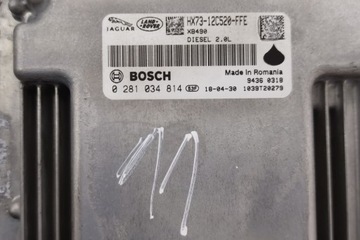 JAGUAR
LAND-ROVER
HX73-12C520-FFE
X8490
DIESEL 2.0L
BOSCH
Made in Romania
9436 0318
0 281 034 814
18-04-30 1039T20279
11